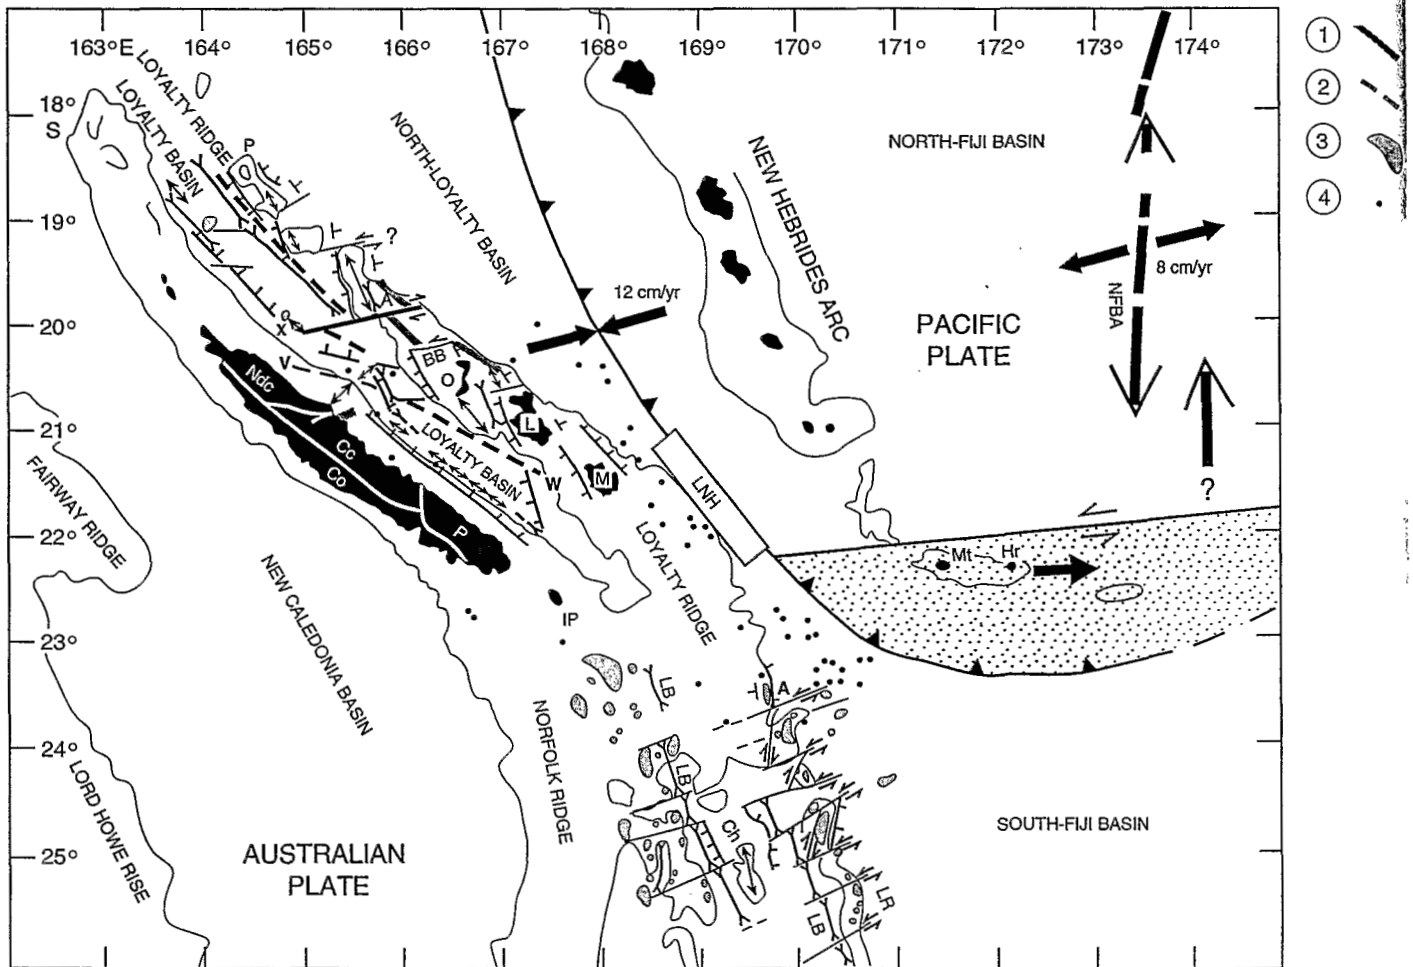 163°E 164° 165° 166° 167° 168° 169° 170° 171° 172° 173° 174°
1
2
3
4
18°
S
19°
20°
21°
22°
23°
24°
25°
LOYALTY RIDGE
LOYALTY BASIN
P
NORTH-LOYALTY BASIN
NEW HEBRIDES ARC
NORTH-FIJI BASIN
?
12 cm/yr
8 cm/yr
NFBA
PACIFIC
PLATE
X
V
BB
O
L
M
W
LOYALTY BASIN
Ndc
Cc
Co
P
LNH
?
FAIRWAY RIDGE
NEW CALEDONIA BASIN
LOYALTY RIDGE
Mt
Hr
IP
LORD HOWE RISE
NORFOLK RIDGE
LB
A
LB
Ch
LB
LR
AUSTRALIAN
PLATE
SOUTH-FIJI BASIN